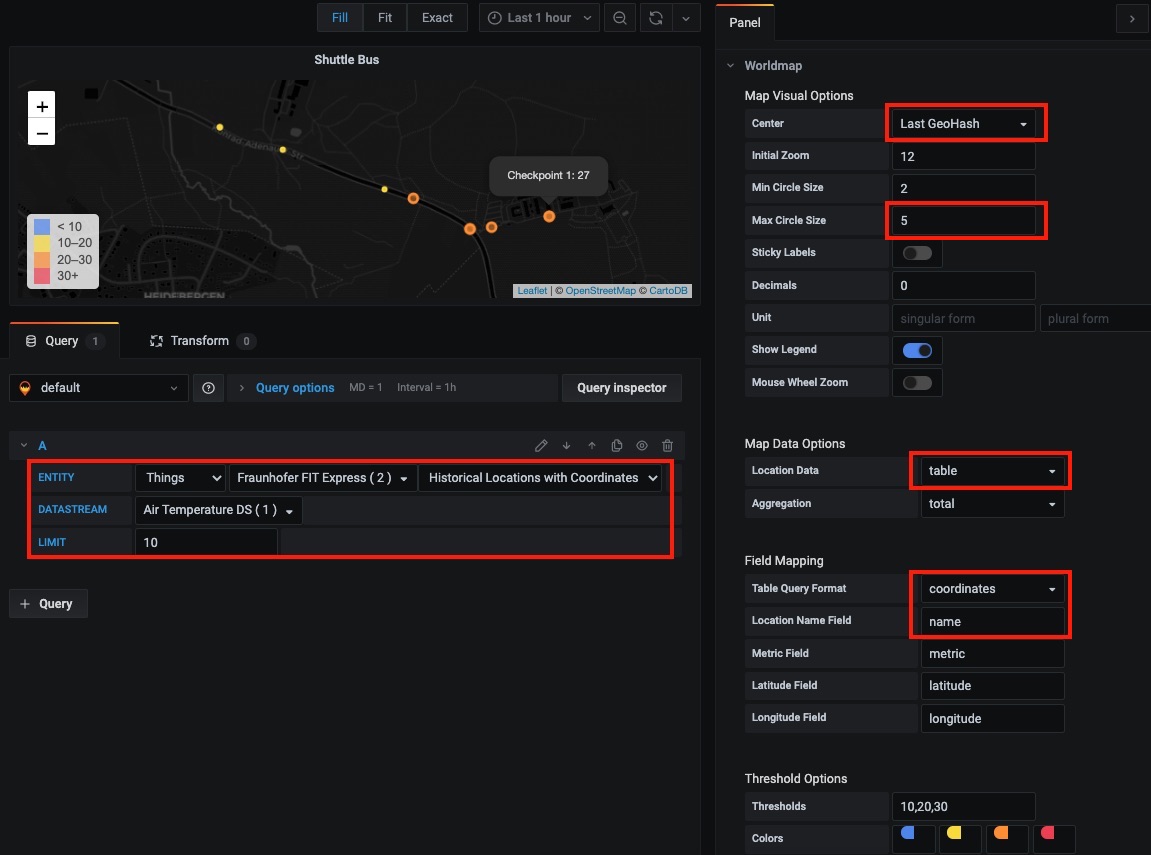 Fill Fit Exact Last 1 hour
Panel
Shuttle Bus
Worldmap
Map Visual Options
Center Last GeoHash
Initial Zoom 12
Min Circle Size 2
Max Circle Size 5
Sticky Labels
Decimals 0
Unit singular form plural form
Show Legend
Mouse Wheel Zoom
+
−
Konrad-Adenauer-Str.
Checkpoint 1: 27
< 10
10–20
20–30
30+
HEIDEBERGEN
Leaflet | © OpenStreetMap © CartoDB
Query 1 Transform 0
default Query options MD = 1 Interval = 1h Query inspector
A
ENTITY Things Fraunhofer FIT Express ( 2 ) Historical Locations with Coordinates
DATASTREAM Air Temperature DS ( 1 )
LIMIT 10
+ Query
Map Data Options
Location Data table
Aggregation total
Field Mapping
Table Query Format coordinates
Location Name Field name
Metric Field metric
Latitude Field latitude
Longitude Field longitude
Threshold Options
Thresholds 10,20,30
Colors